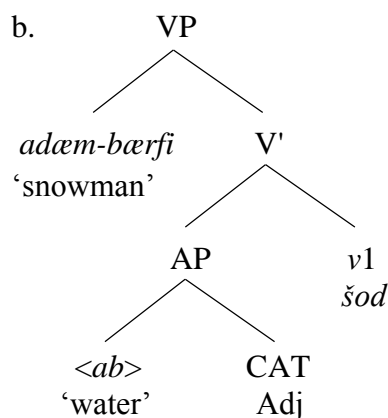 b. VP
adæm-bærfi V'
‘snowman’
AP v1
šod
<ab> CAT
‘water’ Adj